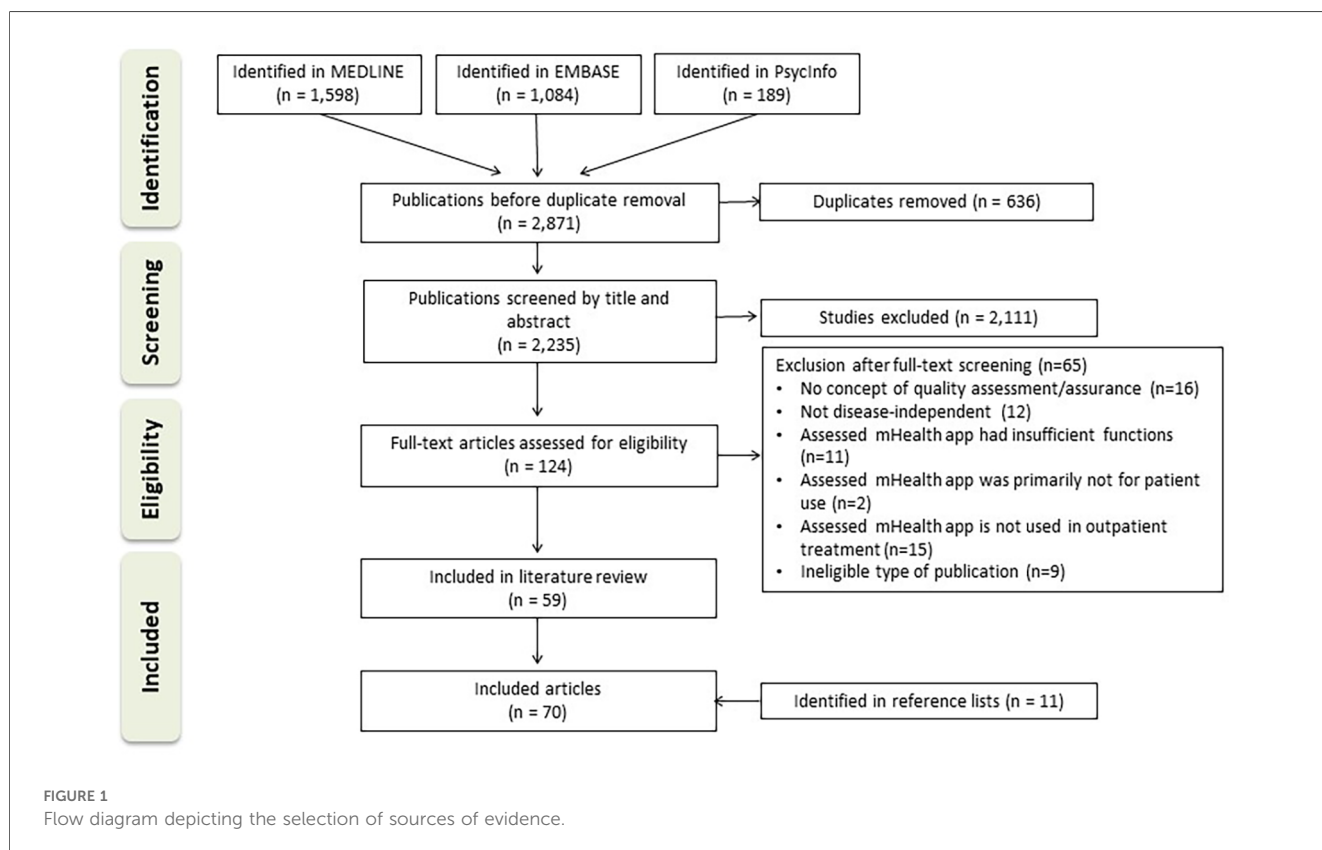 Identification
Identified in MEDLINE
(n = 1,598)
Identified in EMBASE
(n = 1,084)
Identified in PsycInfo
(n = 189)
Publications before duplicate removal
(n = 2,871)
Duplicates removed (n = 636)
Screening
Publications screened by title and
abstract
(n = 2,235)
Studies excluded (n = 2,111)
Eligibility
Full-text articles assessed for eligibility
(n = 124)
Exclusion after full-text screening (n=65)
• No concept of quality assessment/assurance (n=16)
• Not disease-independent (12)
• Assessed mHealth app had insufficient functions
(n=11)
• Assessed mHealth app was primarily not for patient
use (n=2)
• Assessed mHealth app is not used in outpatient
treatment (n=15)
• Ineligible type of publication (n=9)
Included
Included in literature review
(n = 59)
Included articles
(n = 70)
Identified in reference lists (n = 11)
FIGURE 1
Flow diagram depicting the selection of sources of evidence.